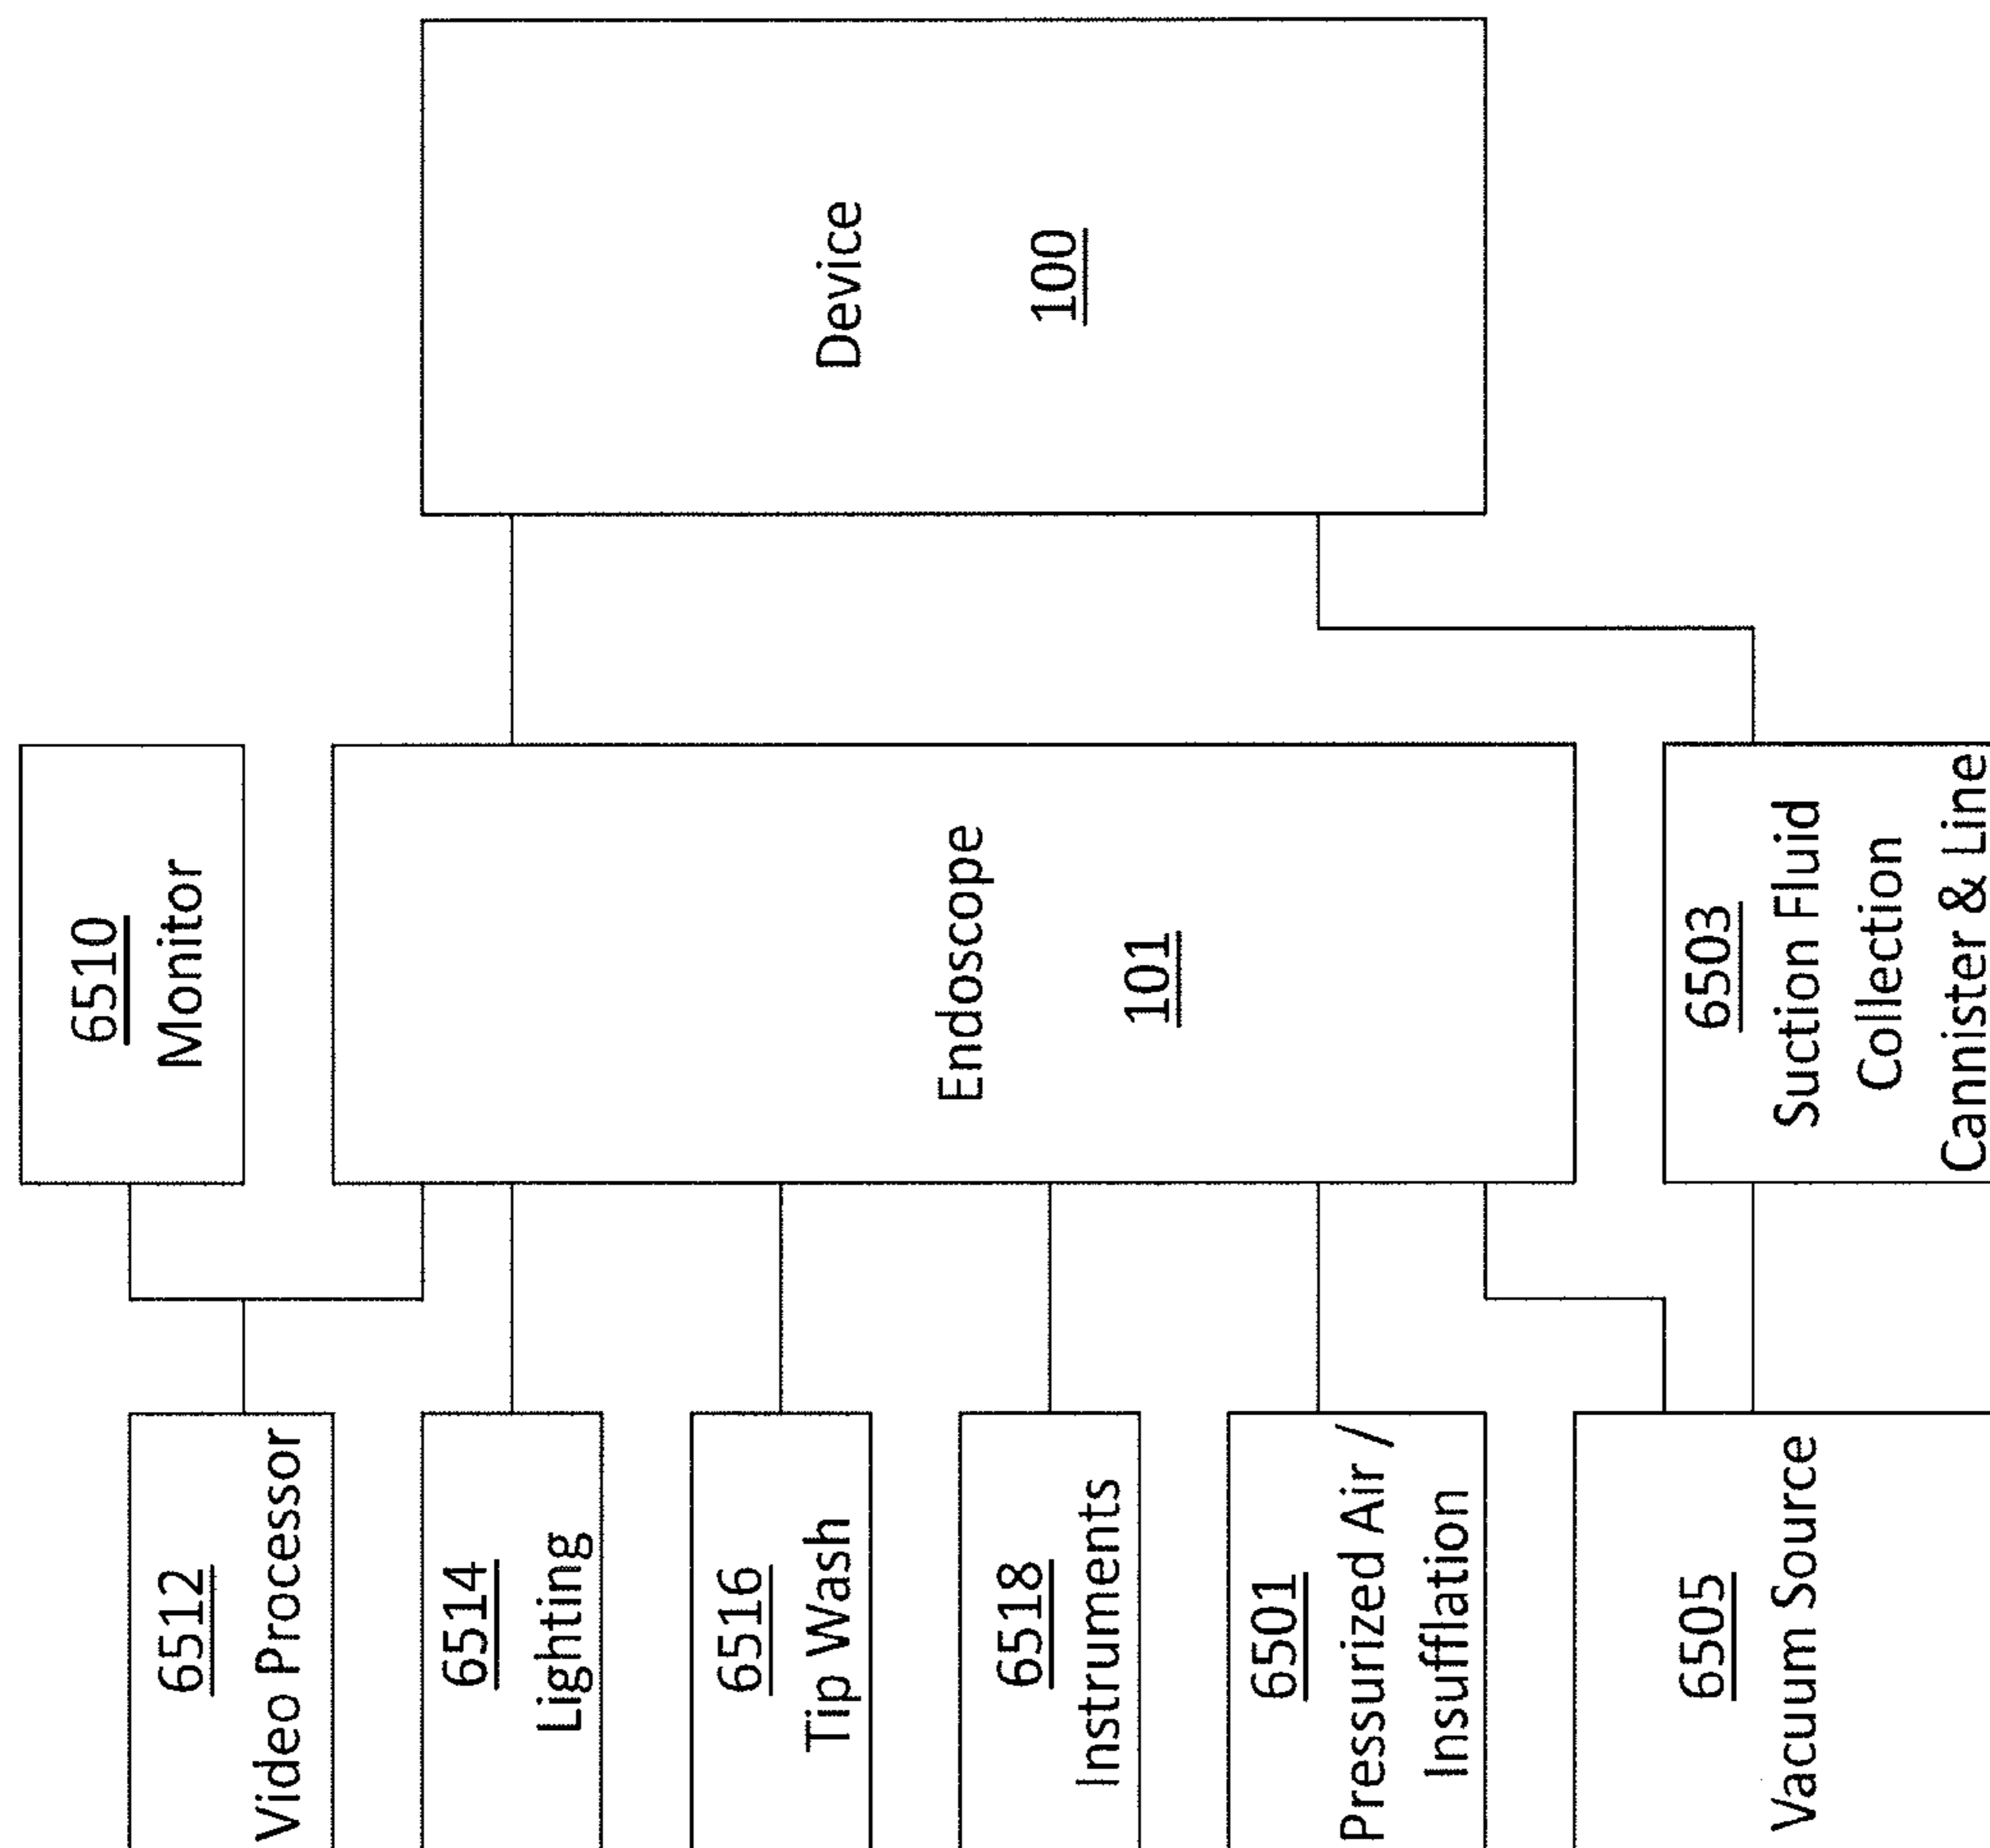 6512
Video Processor
6514
Lighting
6516
Tip Wash
6518
Instruments
6501
Pressurized Air /
Insufflation
6505
Vacuum Source
6510
Monitor
Endoscope
101
6503
Suction Fluid
Collection
Cannister & Line
Device
100